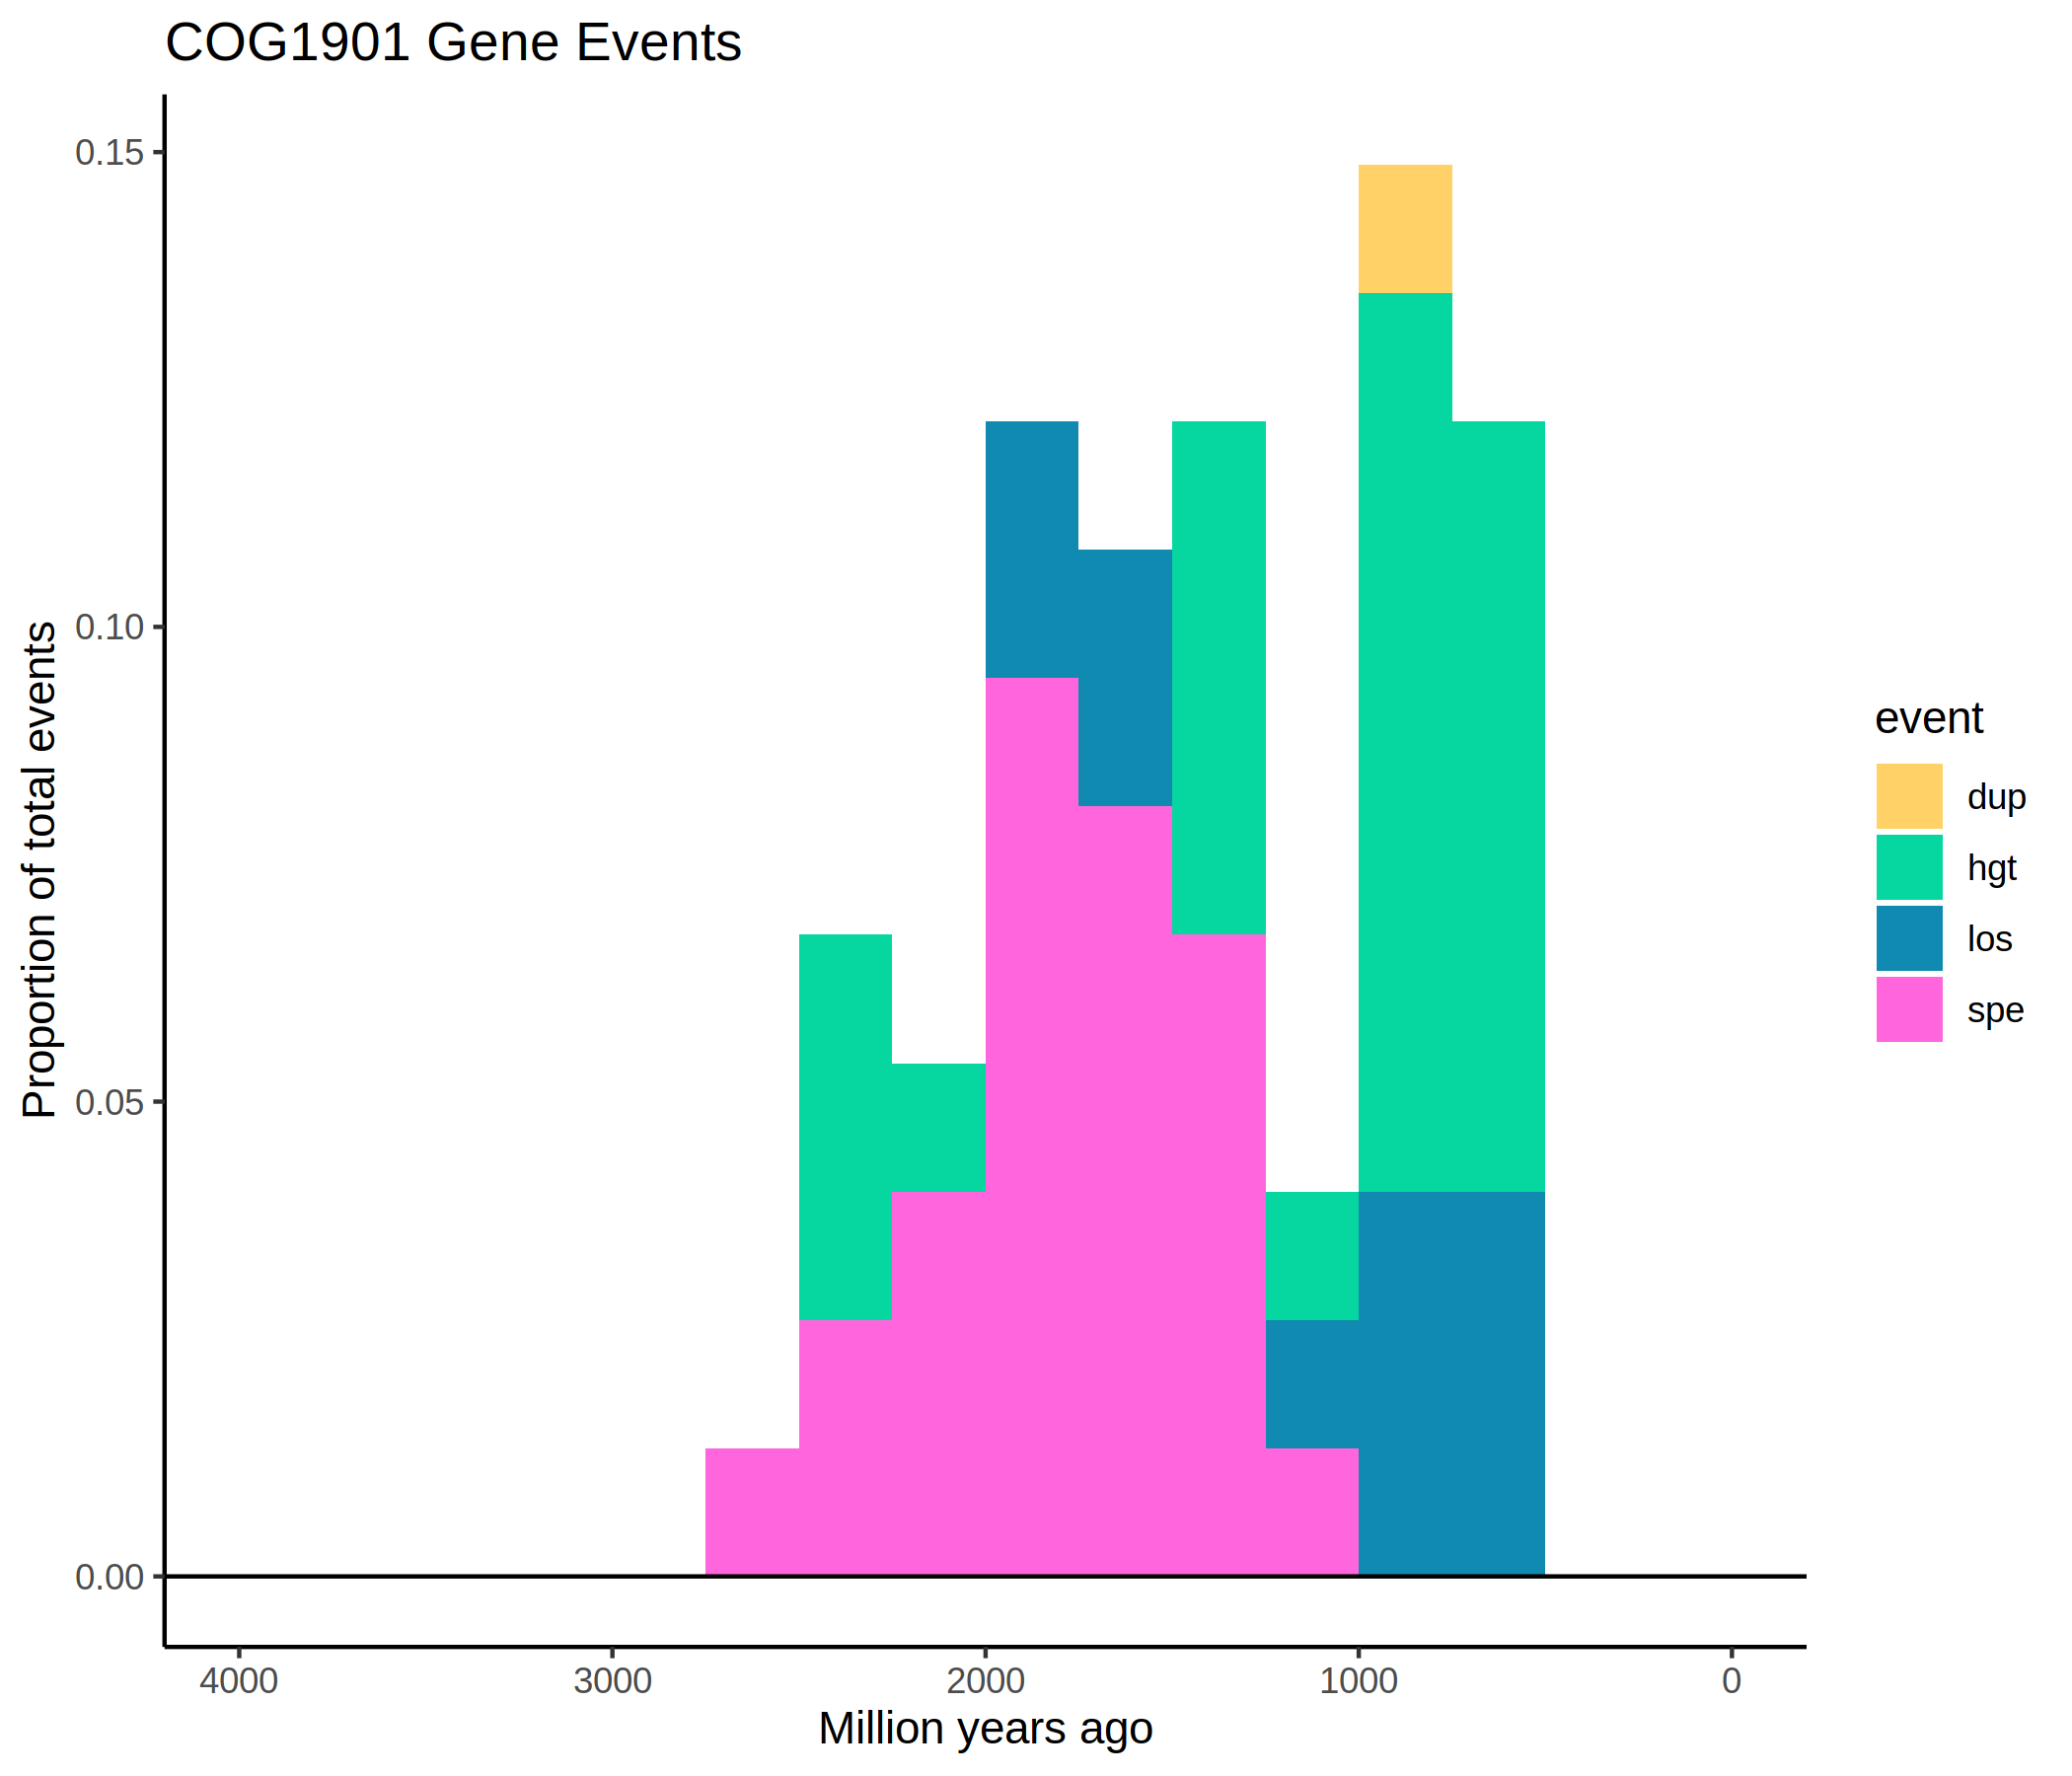 COG1901 Gene Events
Proportion of total events
0.15
0.10
0.05
0.00
4000 3000 2000 1000 0
Million years ago
event
dup
hgt
los
spe